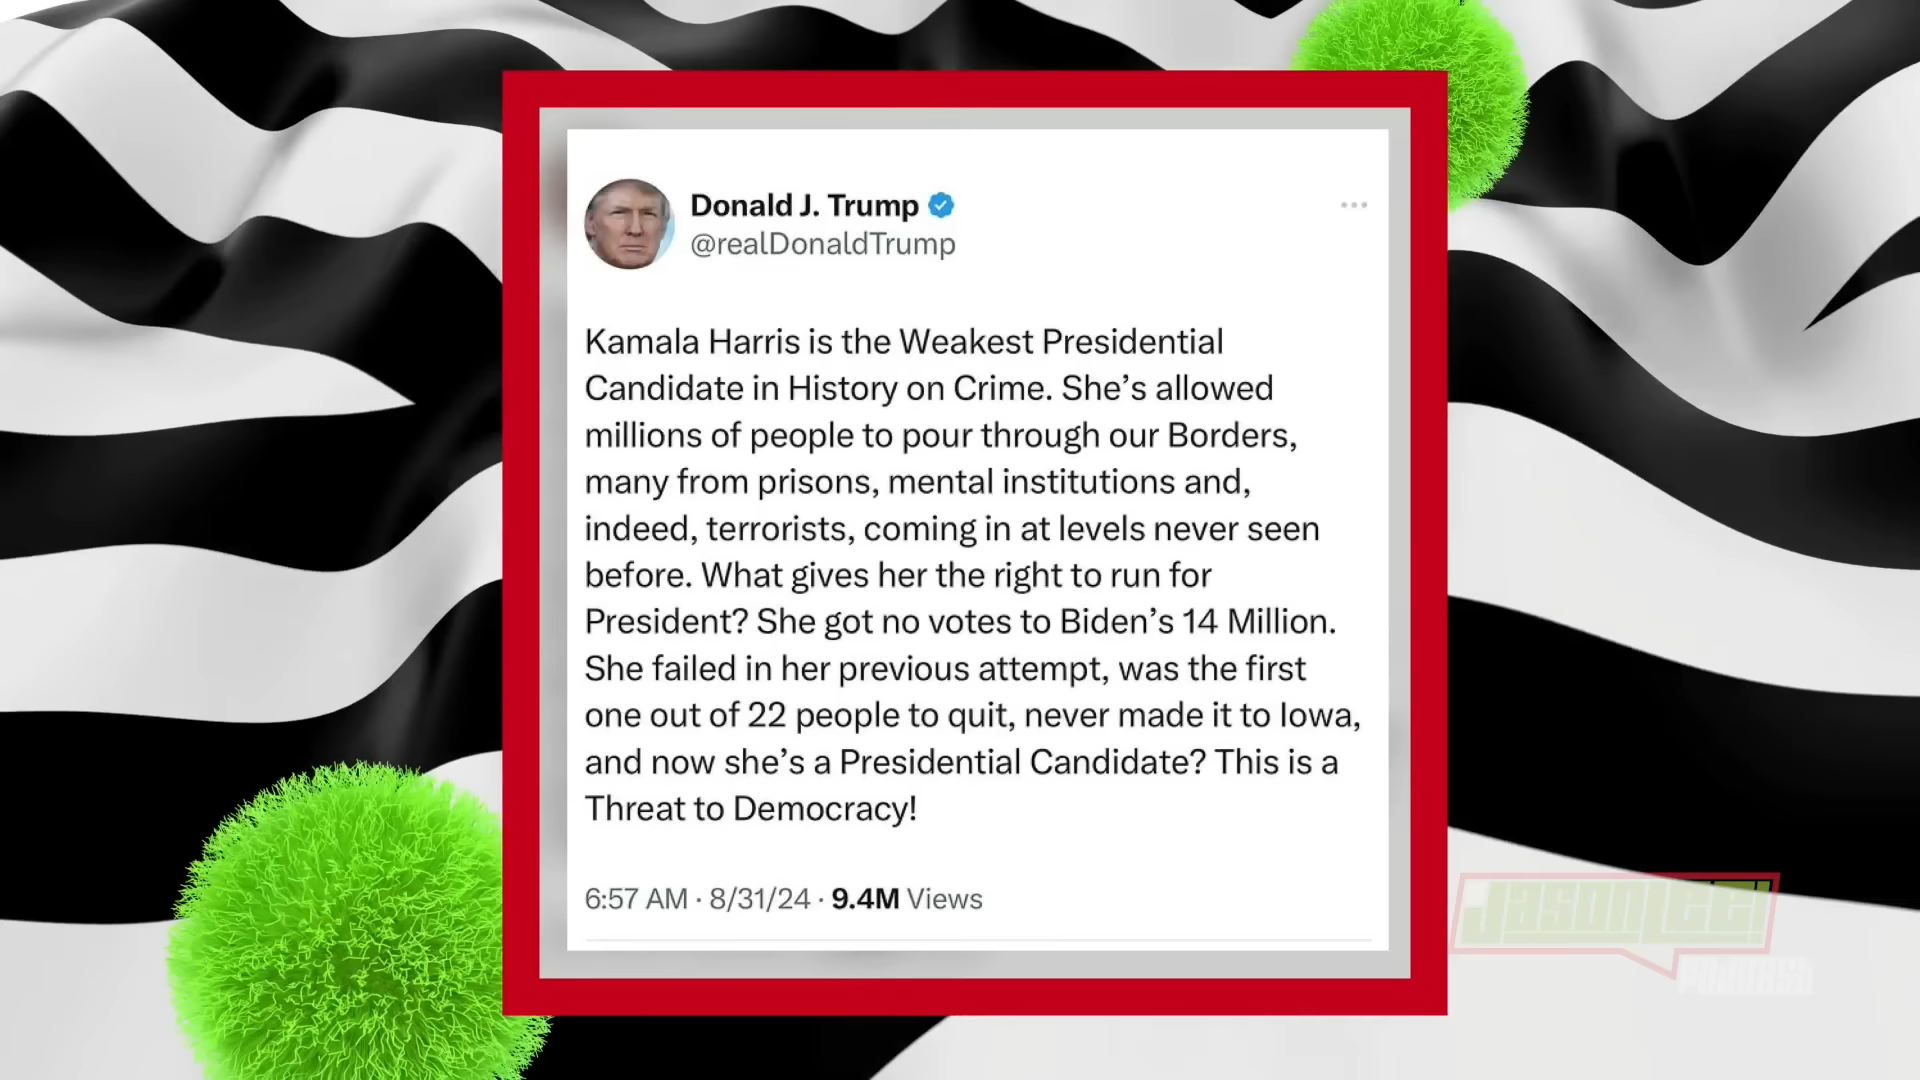 Donald J. Trump
@realDonaldTrump
Kamala Harris is the Weakest Presidential
Candidate in History on Crime. She’s allowed
millions of people to pour through our Borders,
many from prisons, mental institutions and,
indeed, terrorists, coming in at levels never seen
before. What gives her the right to run for
President? She got no votes to Biden’s 14 Million.
She failed in her previous attempt, was the first
one out of 22 people to quit, never made it to Iowa,
and now she’s a Presidential Candidate? This is a
Threat to Democracy!
6:57 AM · 8/31/24 · 9.4M Views
Jason Lee!